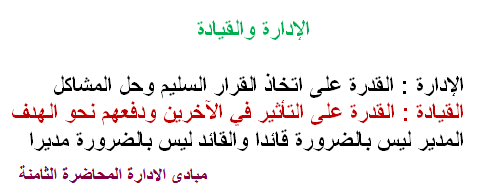 الإدارة والقيادة
الإدارة : القدرة على اتخاذ القرار السليم وحل المشاكل
القيادة : القدرة على التأثير في الآخرين ودفعهم نحو الهدف
المدير ليس بالضرورة قائدا والقائد ليس بالضرورة مديرا
مبادى الادارة المحاضرة الثامنة